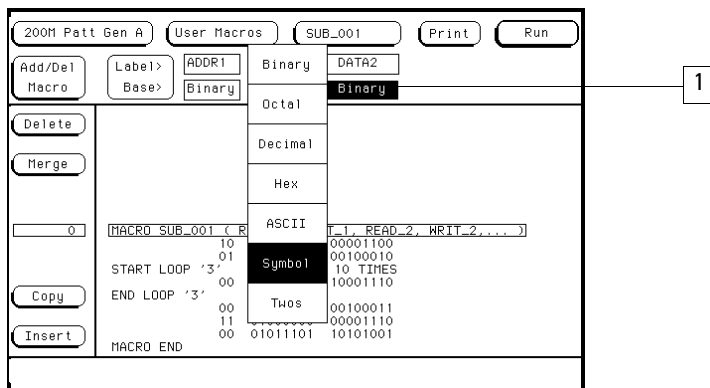 200M Patt Gen A User Macros SUB_001 Print Run
Add/Del Macro
Label> ADDR1 DATA2
Base> Binary Binary
1
Binary
Octal
Decimal
Hex
ASCII
Symbol
Twos
Delete
Merge
0
Copy
Insert
MACRO SUB_001 ( R T_1, READ_2, WRIT_2,... )
10 00001100
01 00100010
START LOOP '3' 10 TIMES
00 10001110
END LOOP '3'
00 00100011
11 00001110
00 01011101 10101001
MACRO END